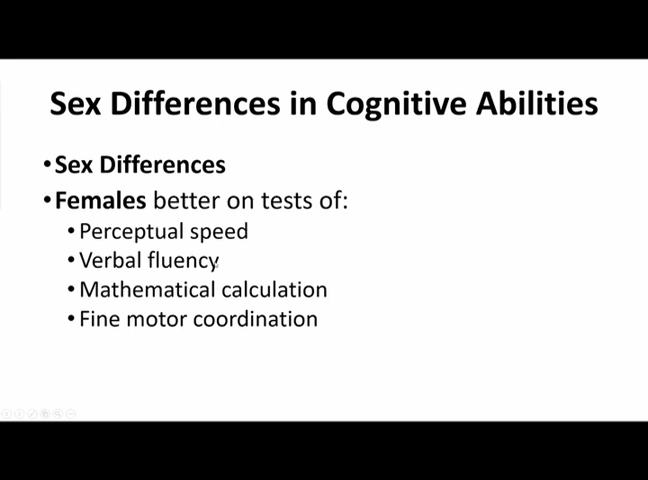 Sex Differences in Cognitive Abilities
•Sex Differences
•Females better on tests of:
•Perceptual speed
•Verbal fluency
•Mathematical calculation
•Fine motor coordination